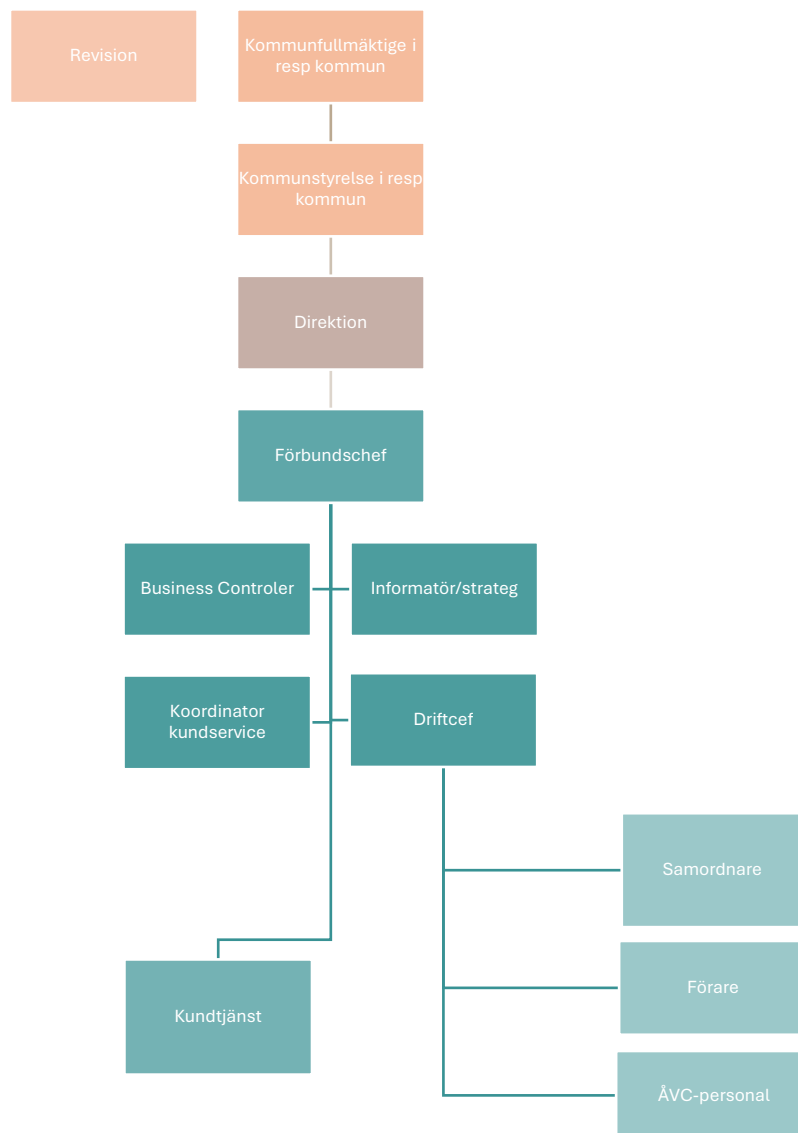 Revision
Kommunfullmäktige i
resp kommun
Kommunstyrelse i resp
kommun
Direktion
Förbundschef
Business Controler
Informatör/strateg
Koordinator
kundservice
Driftcef
Samordnare
Förare
Kundtjänst
ÅVC-personal